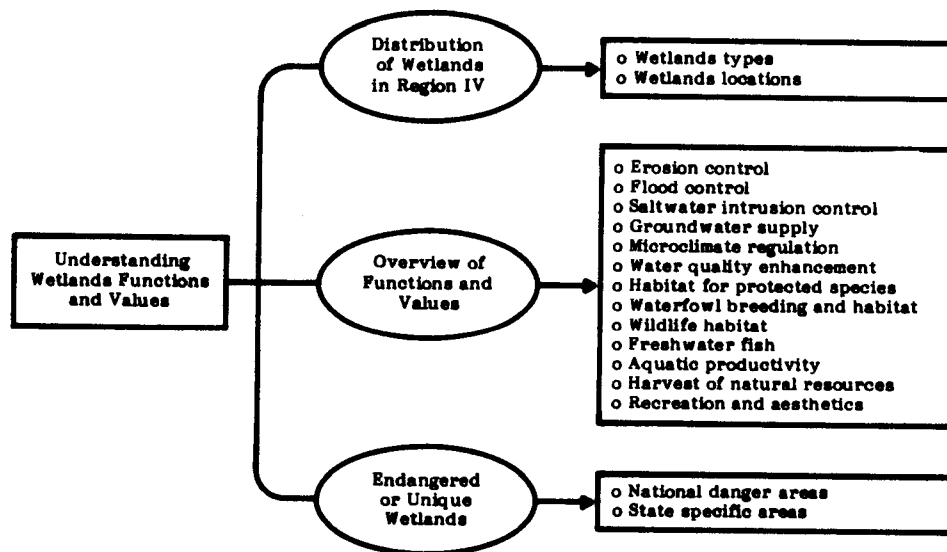 Understanding
Wetlands Functions
and Values
Distribution
of Wetlands
in Region IV
o Wetlands types
o Wetlands locations
Overview of
Functions and
Values
o Erosion control
o Flood control
o Saltwater intrusion control
o Groundwater supply
o Microclimate regulation
o Water quality enhancement
o Habitat for protected species
o Waterfowl breeding and habitat
o Wildlife habitat
o Freshwater fish
o Aquatic productivity
o Harvest of natural resources
o Recreation and aesthetics
Endangered
or Unique
Wetlands
o National danger areas
o State specific areas